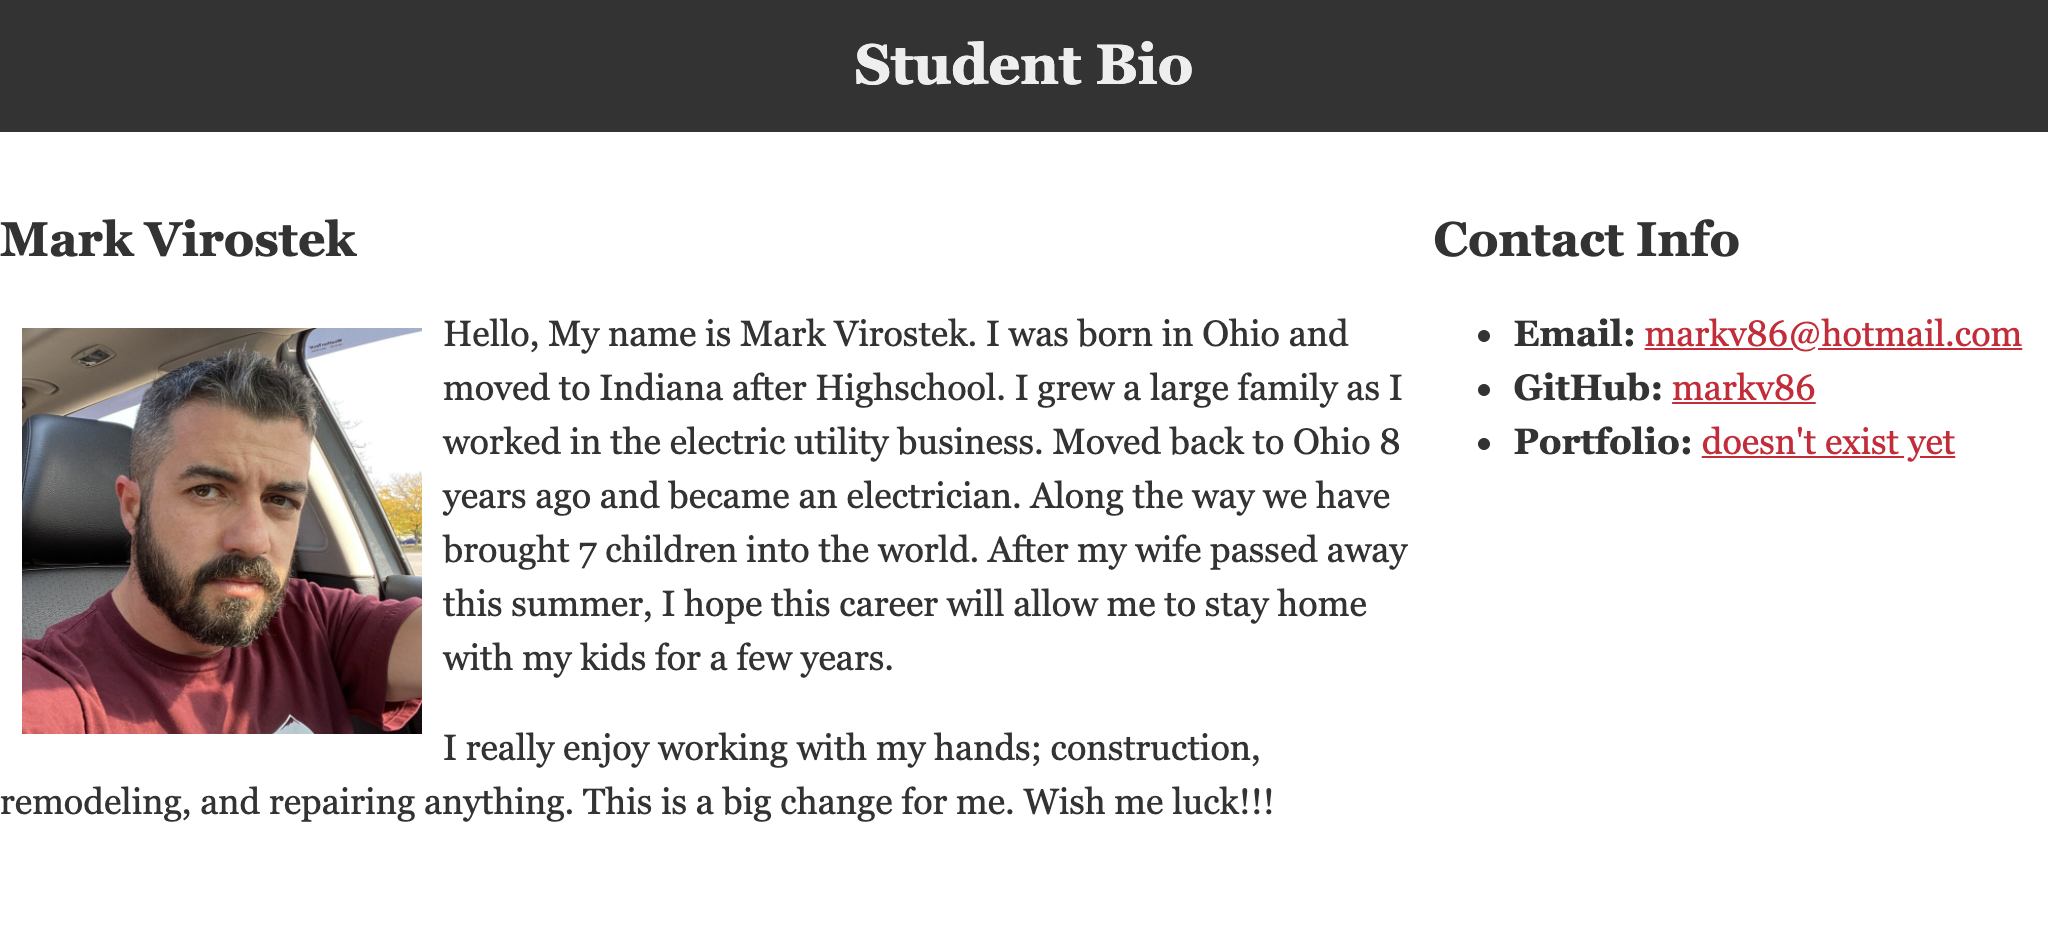 Student Bio
Mark Virostek
Hello, My name is Mark Virostek. I was born in Ohio and
moved to Indiana after Highschool. I grew a large family as I
worked in the electric utility business. Moved back to Ohio 8
years ago and became an electrician. Along the way we have
brought 7 children into the world. After my wife passed away
this summer, I hope this career will allow me to stay home
with my kids for a few years.
I really enjoy working with my hands; construction,
remodeling, and repairing anything. This is a big change for me. Wish me luck!!!
Contact Info
• Email: markv86@hotmail.com
• GitHub: markv86
• Portfolio: doesn't exist yet